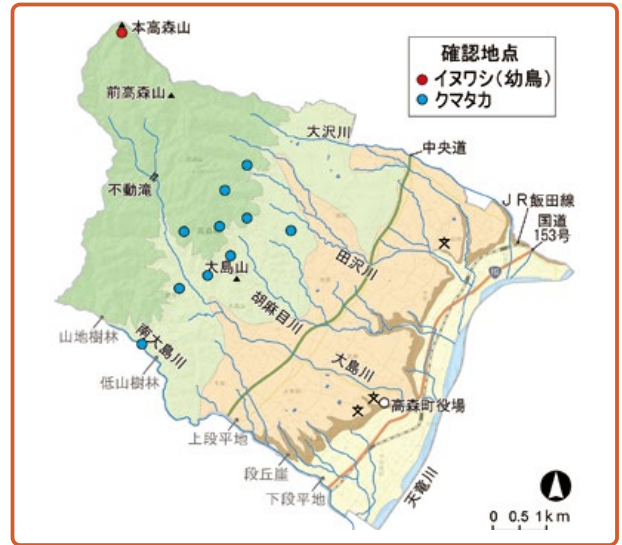 本高森山
前高森山
確認地点
イヌワシ(幼鳥)
クマタカ
大沢川
中央道
不動滝
JR飯田線
国道
153号
田沢川
大島山
胡麻目川
山地樹林
南大島川
低山樹林
大島川
高森町役場
上段平地
段丘崖
下段平地
天竜川
0 0.5 1km